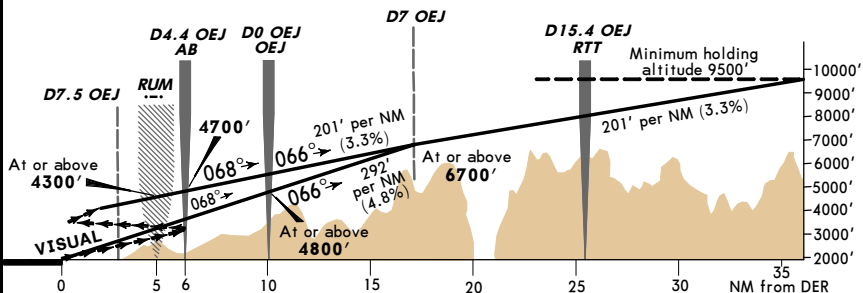 D7 OEJ
D4.4 OEJ
AB
D0 OEJ
OEJ
D15.4 OEJ
RTT
Minimum holding
altitude 9500'
D7.5 OEJ
RUM
10000'
9000'
8000'
7000'
6000'
5000'
4000'
3000'
2000'
4700'
201' per NM
(3.3%)
201' per NM (3.3%)
At or above
4300'
068°
066°
068°
066°
292'
per NM
(4.8%)
At or above
6700'
At or above
4800'
VISUAL
0
5
6
10
15
20
25
30
35
NM from DER